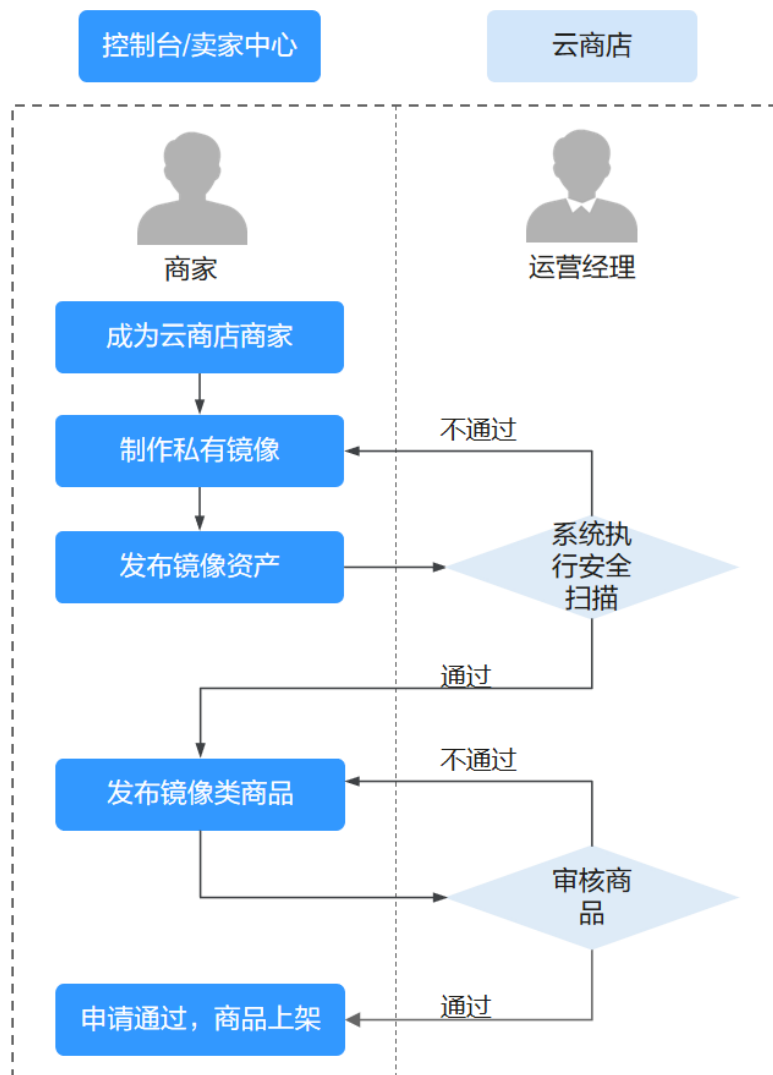 控制台/卖家中心
云商店
商家
运营经理
成为云商店商家
不通过
制作私有镜像
系统执
行安全
扫描
发布镜像资产
通过
不通过
发布镜像类商品
审核商
品
通过
申请通过，商品上架